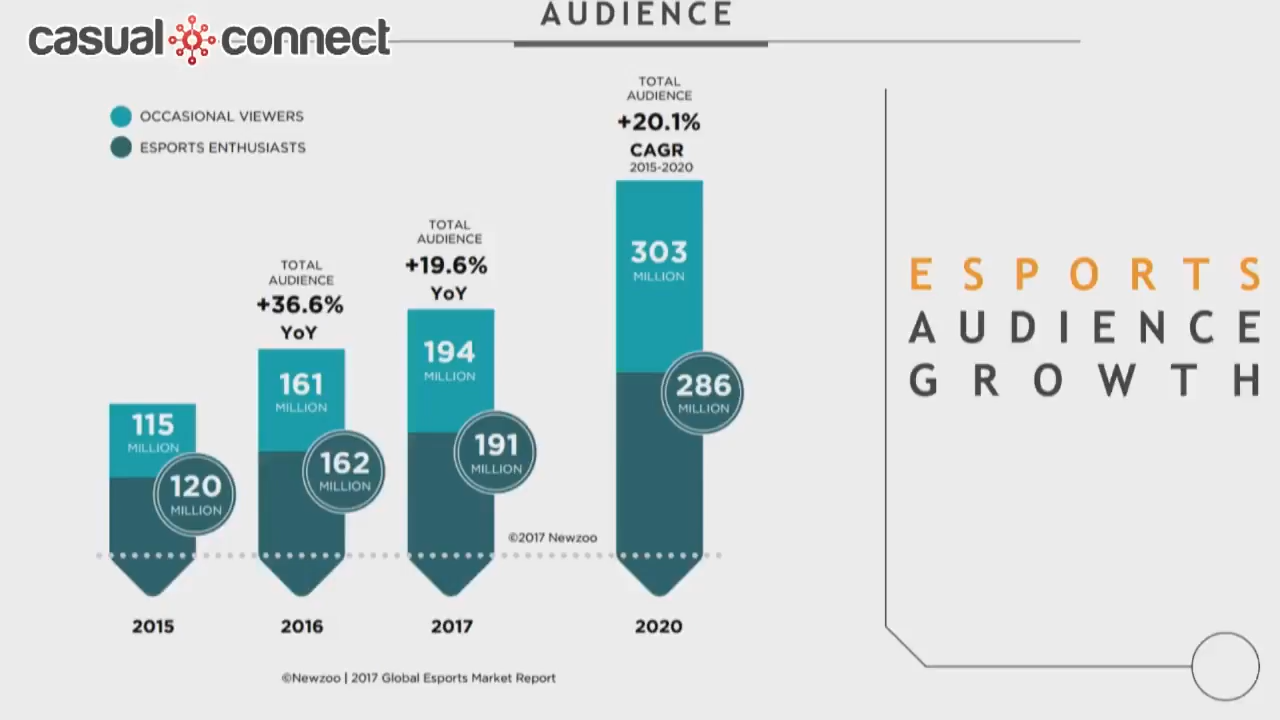 AUDIENCE
casual connect
OCCASIONAL VIEWERS
ESPORTS ENTHUSIASTS
115
MILLION
120
MILLION
2015
TOTAL
AUDIENCE
+36.6%
YoY
161
MILLION
162
MILLION
2016
TOTAL
AUDIENCE
+19.6%
YoY
194
MILLION
191
MILLION
2017
©2017 Newzoo
TOTAL
AUDIENCE
+20.1%
CAGR
2015-2020
303
MILLION
286
MILLION
2020
©Newzoo | 2017 Global Esports Market Report
ESPORTS
AUDIENCE
GROWTH